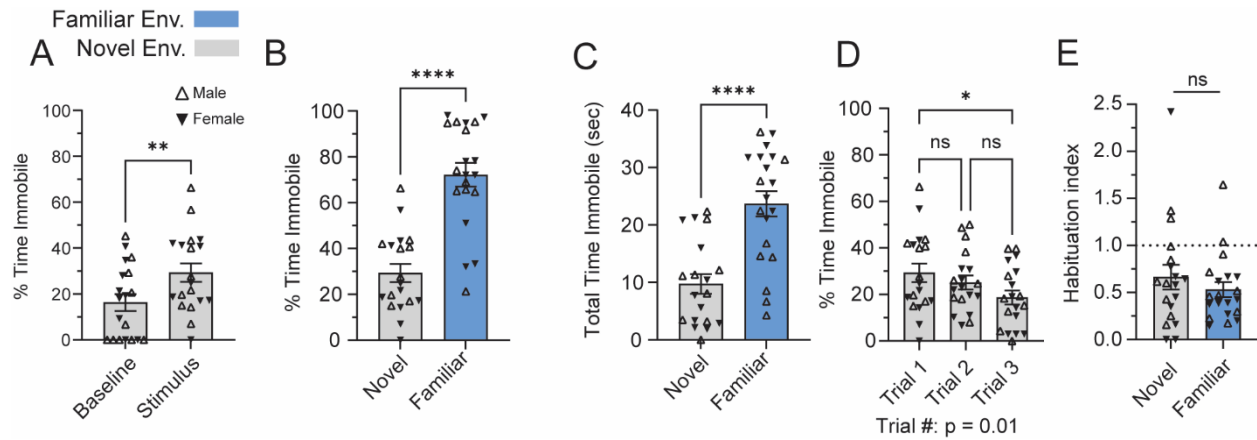 Familiar Env.
Novel Env.
A
B
C
D
E
Male
Female
**
% Time Immobile
100
80
60
40
20
0
Baseline
Stimulus
****
% Time Immobile
100
80
60
40
20
0
Novel
Familiar
****
Total Time Immobile (sec)
40
30
20
10
0
Novel
Familiar
*
ns
ns
% Time Immobile
100
80
60
40
20
0
Trial 1
Trial 2
Trial 3
Trial #: p = 0.01
ns
Habituation index
2.5
2.0
1.5
1.0
0.5
0.0
Novel
Familiar